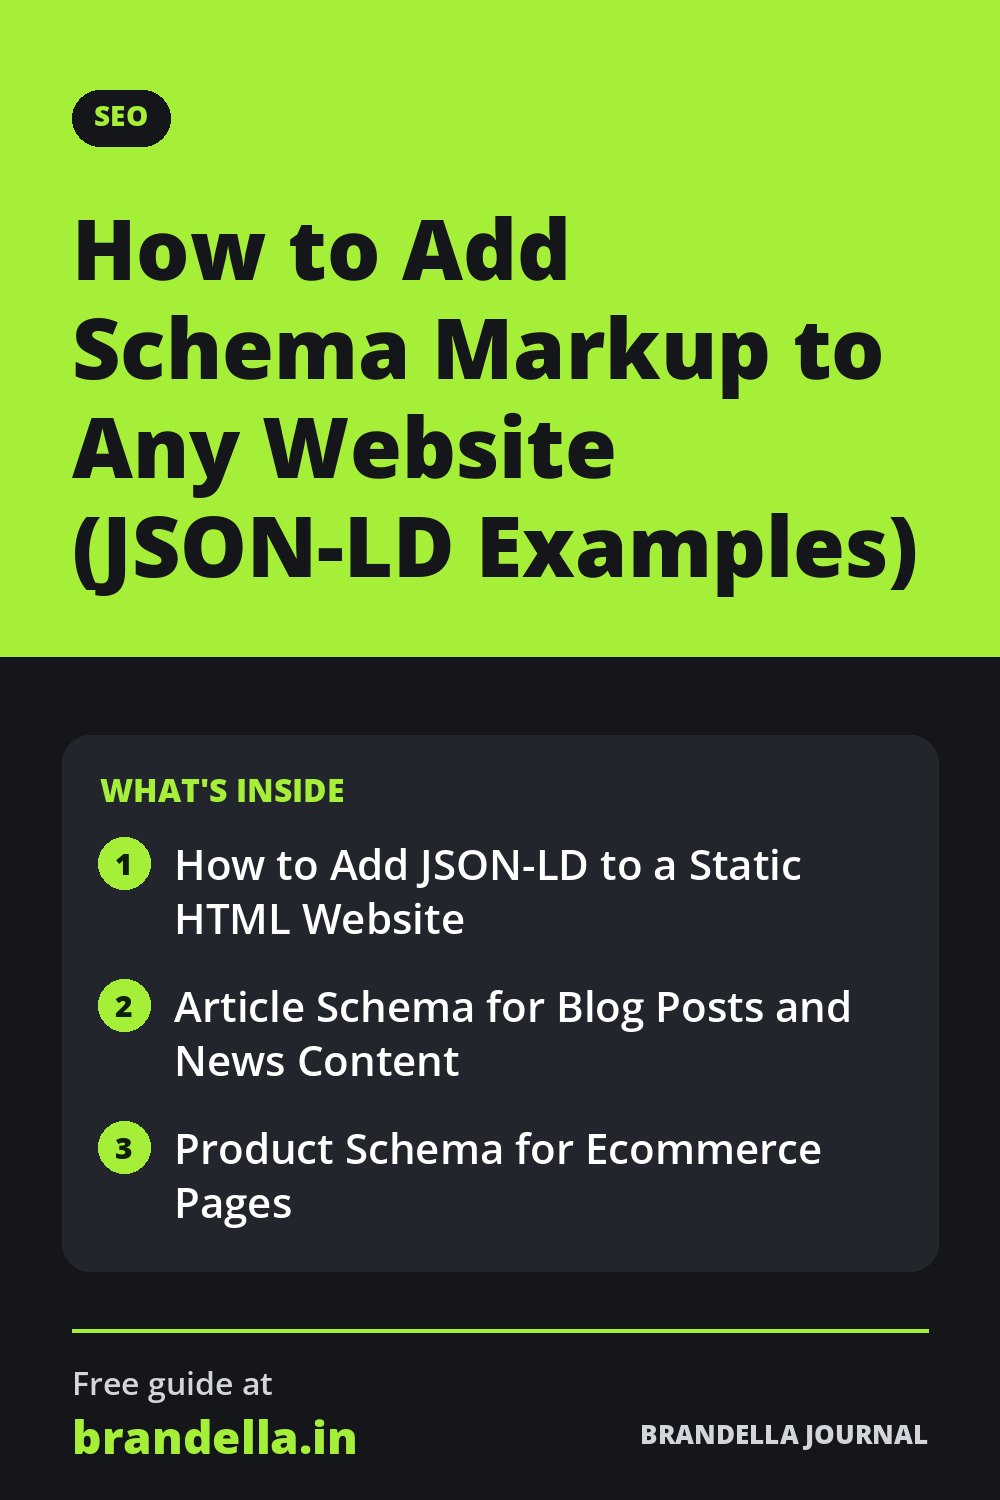 SEO
How to Add
Schema Markup to
Any Website
(JSON-LD Examples)
WHAT'S INSIDE
1 How to Add JSON-LD to a Static
HTML Website
2 Article Schema for Blog Posts and
News Content
3 Product Schema for Ecommerce
Pages
Free guide at
brandella.in
BRANDELLA JOURNAL